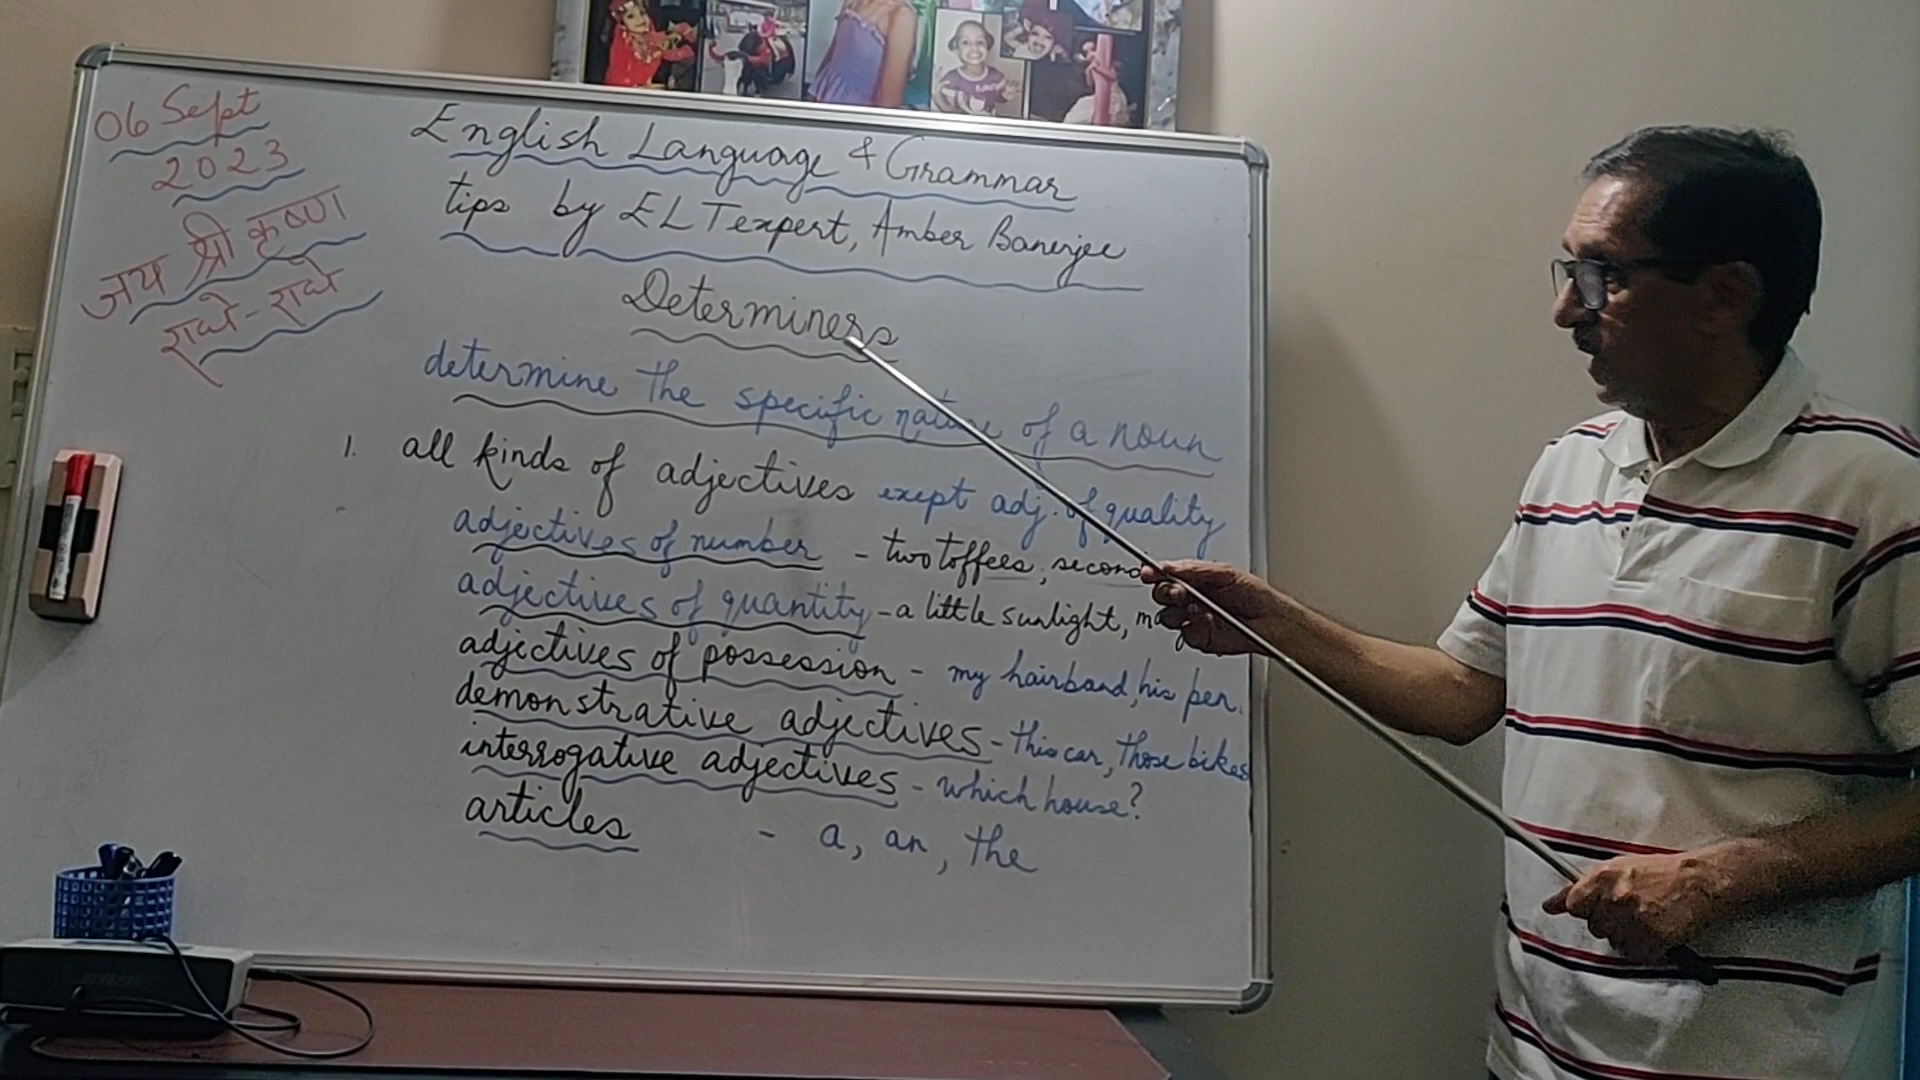 06 Sept
2023
जय श्री कृष्ण
राधे-राधे
English Language & Grammar
tips by ELTexpert, Amber Banerjee
Determiners
determine the specific nature of a noun
1. all kinds of adjectives exept adj. of quality
adjectives of number - two toffees, second
adjectives of quantity - a little sunlight,
adjectives of possession - my hairband, his pen.
demonstrative adjectives - this car, those bikes
interrogative adjectives - which house?
articles - a, an, the